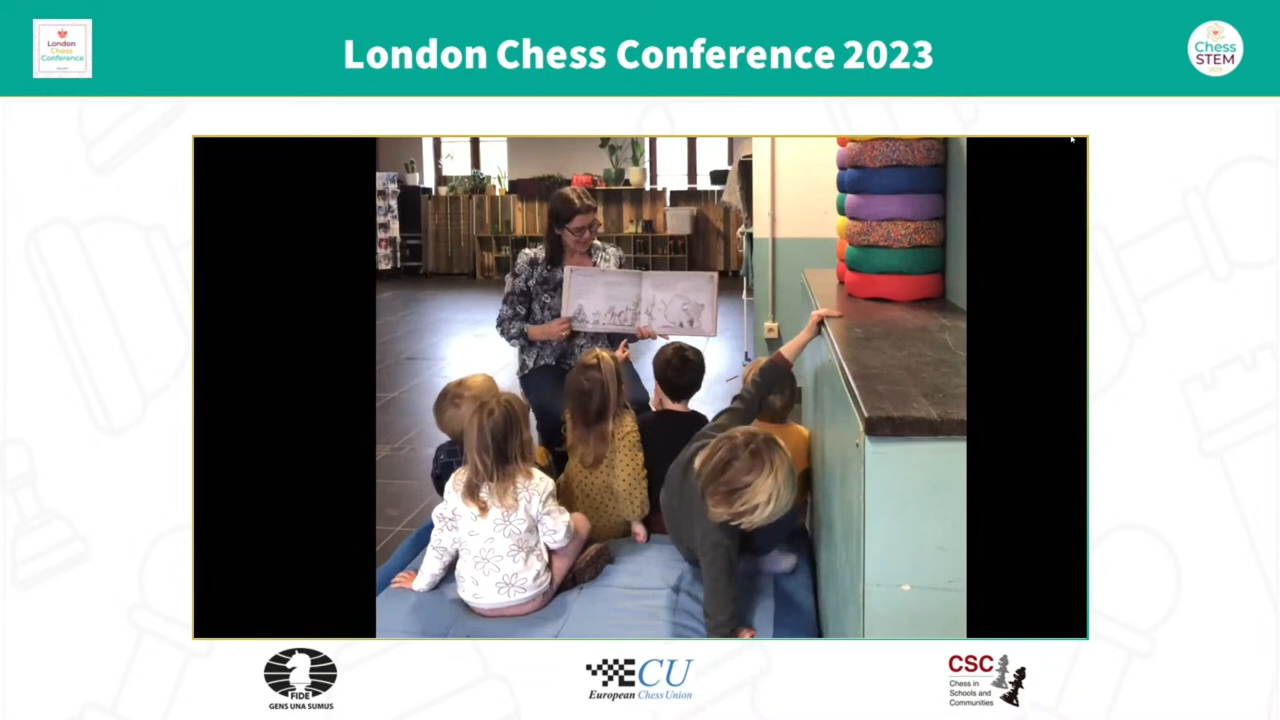 London Chess Conference 2023
London
Chess
Conference
Chess
STEM
FIDE
GENS UNA SUMUS
ECU
European Chess Union
CSC
Chess in
Schools and
Communities